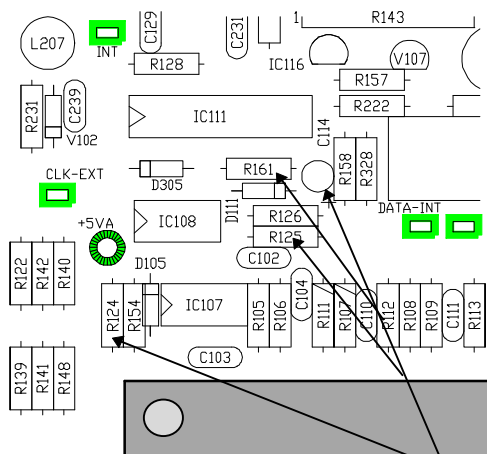 C129
C231
1
R143
L207
INT
IC116
V107
R128
R157
R231
C239
V102
IC111
R222
C114
CLK-EXT
D305
R161
R158
R328
D111
+5VA
IC108
R126
DATA-INT
R125
C102
R122
R142
R140
D105
R124
R154
IC107
R105
R106
C104
R111
R107
C110
R112
R108
R109
C111
R113
C103
R139
R141
R148